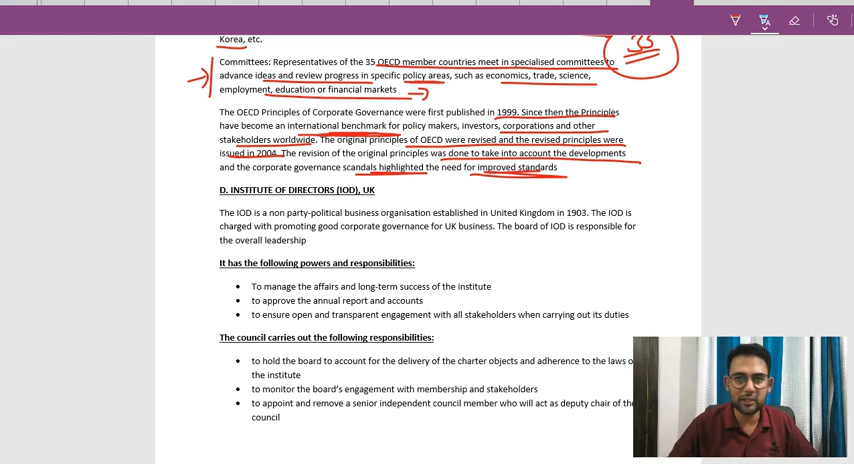 Korea, etc.
35
Committees: Representatives of the 35 OECD member countries meet in specialised committees to
advance ideas and review progress in specific policy areas, such as economics, trade, science,
employment, education or financial markets
The OECD Principles of Corporate Governance were first published in 1999. Since then the Principles
have become an international benchmark for policy makers, investors, corporations and other
stakeholders worldwide. The original principles of OECD were revised and the revised principles were
issued in 2004. The revision of the original principles was done to take into account the developments
and the corporate governance scandals highlighted the need for improved standards
D. INSTITUTE OF DIRECTORS (IOD), UK
The IOD is a non party-political business organisation established in United Kingdom in 1903. The IOD is
charged with promoting good corporate governance for UK business. The board of IOD is responsible for
the overall leadership
It has the following powers and responsibilities:
• To manage the affairs and long-term success of the institute
• to approve the annual report and accounts
• to ensure open and transparent engagement with all stakeholders when carrying out its duties
The council carries out the following responsibilities:
• to hold the board to account for the delivery of the charter objects and adherence to the laws o
the institute
• to monitor the board's engagement with membership and stakeholders
• to appoint and remove a senior independent council member who will act as deputy chair of the
council